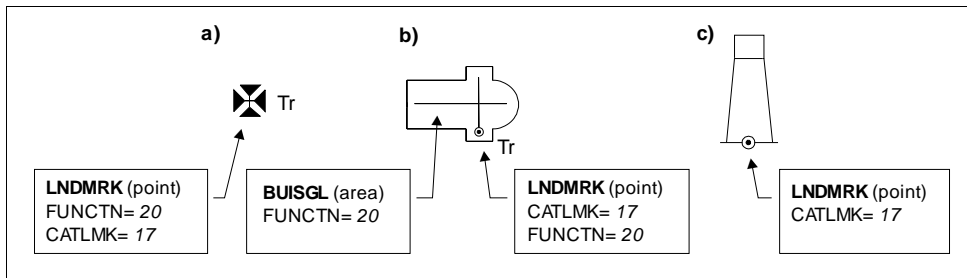 a)
Tr
b)
Tr
c)
LNDMRK (point)
FUNCTN= 20
CATLMK= 17
BUISGL (area)
FUNCTN= 20
LNDMRK (point)
CATLMK= 17
FUNCTN= 20
LNDMRK (point)
CATLMK= 17